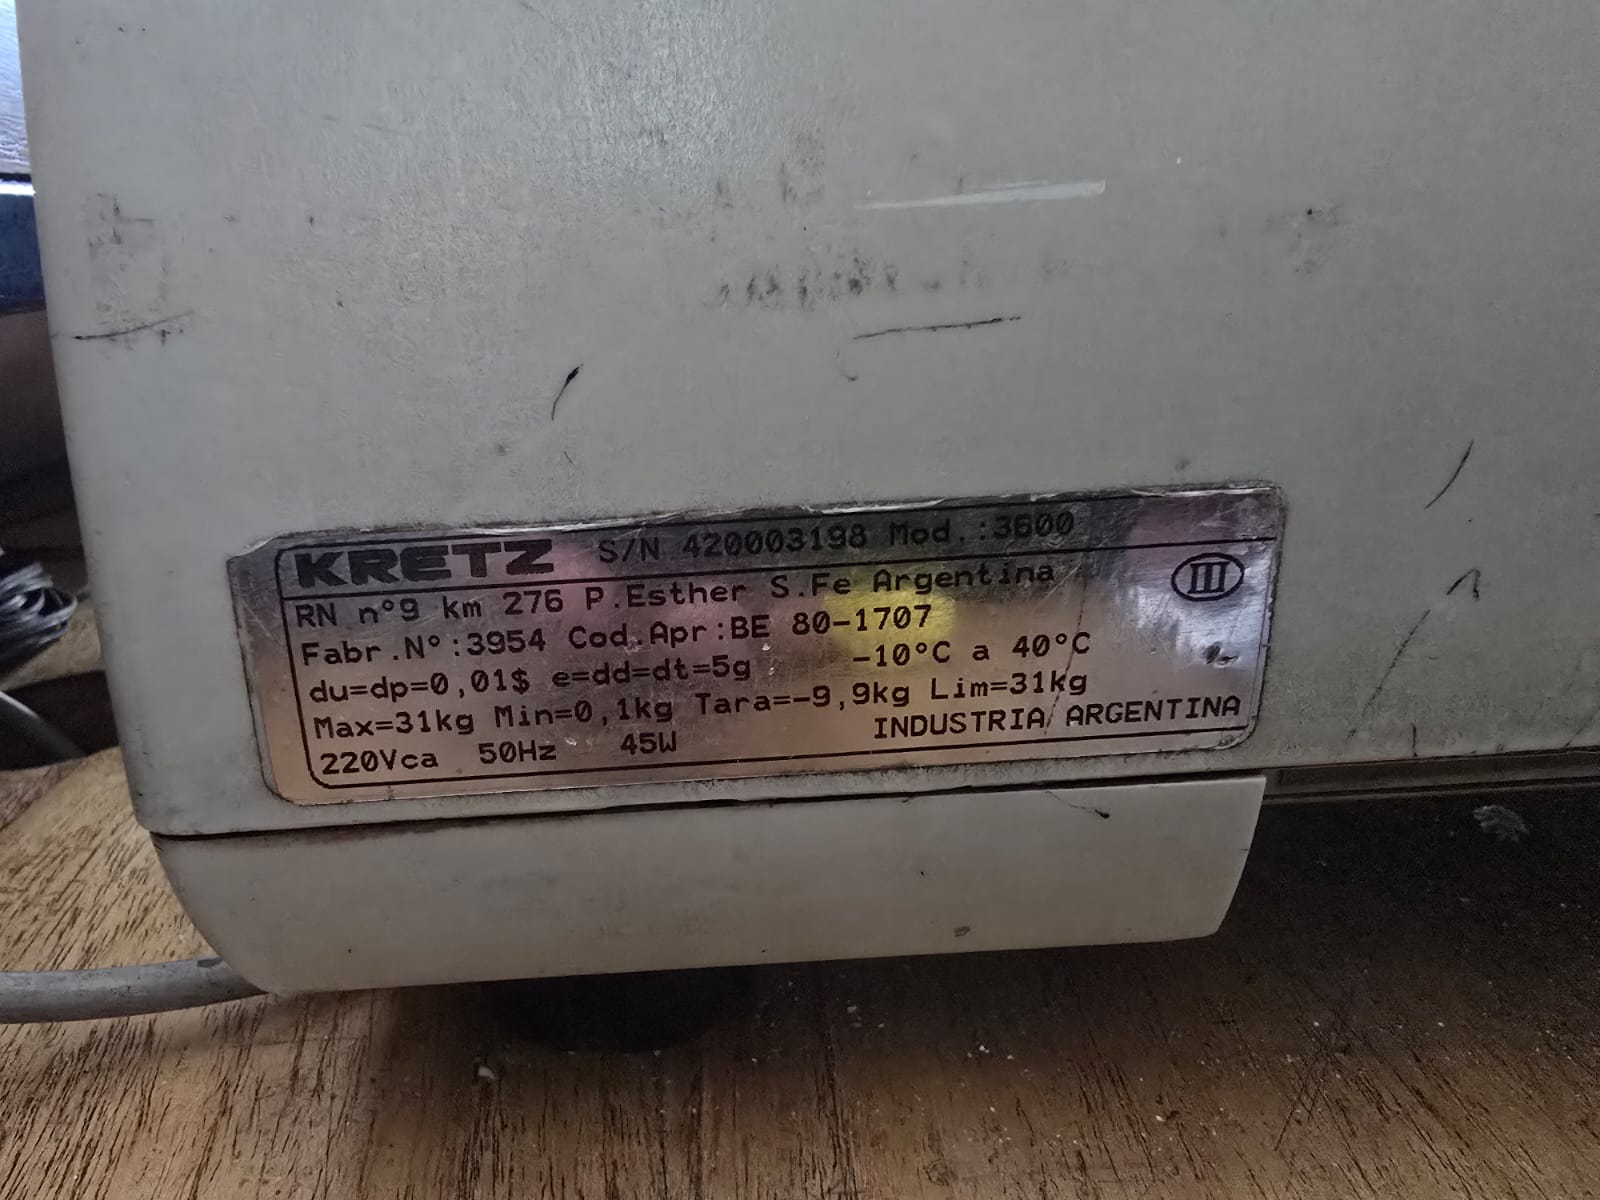 KRETZ S/N 420003198 Mod.:3600
RN nº9 km 276 P.Esther S.Fe Argentina
III
Fabr.Nº:3954 Cod.Apr:BE 80-1707
du=dp=0,01$ e=dd=dt=5g -10°C a 40°C
Max=31kg Min=0,1kg Tara=-9,9kg Lim=31kg
220Vca 50Hz 45W INDUSTRIA ARGENTINA